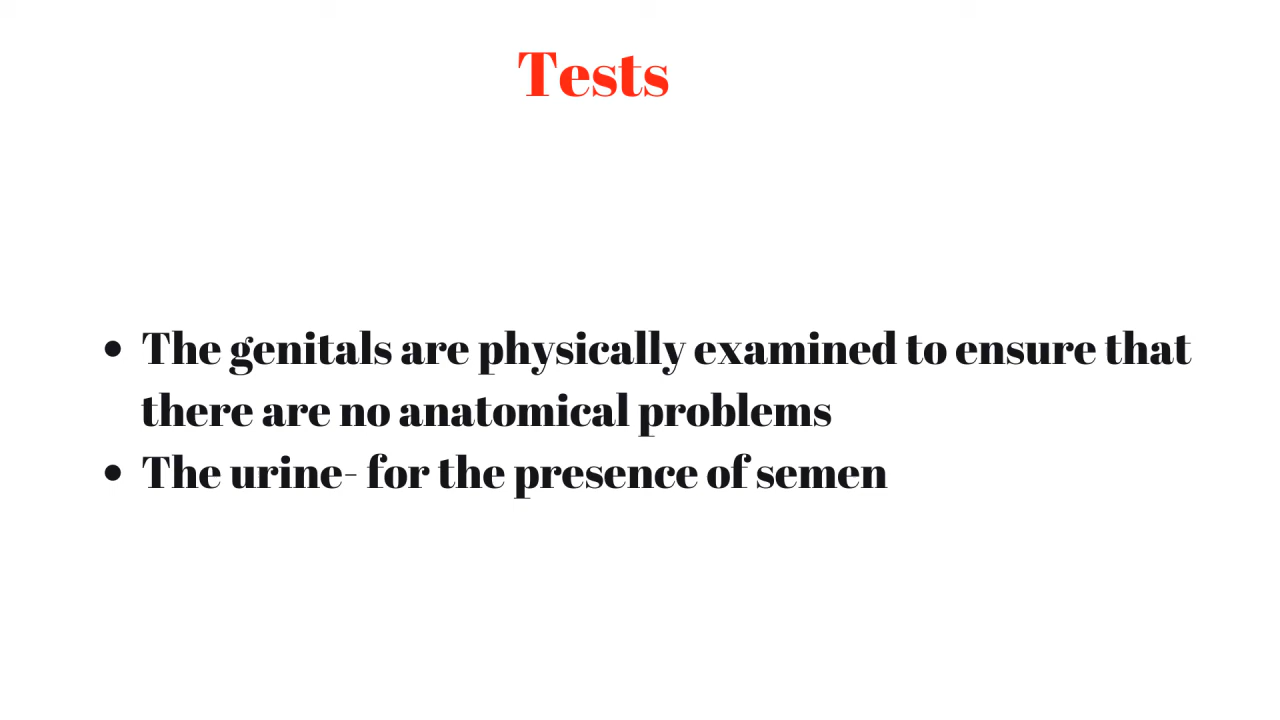 Tests
• The genitals are physically examined to ensure that
there are no anatomical problems
• The urine- for the presence of semen